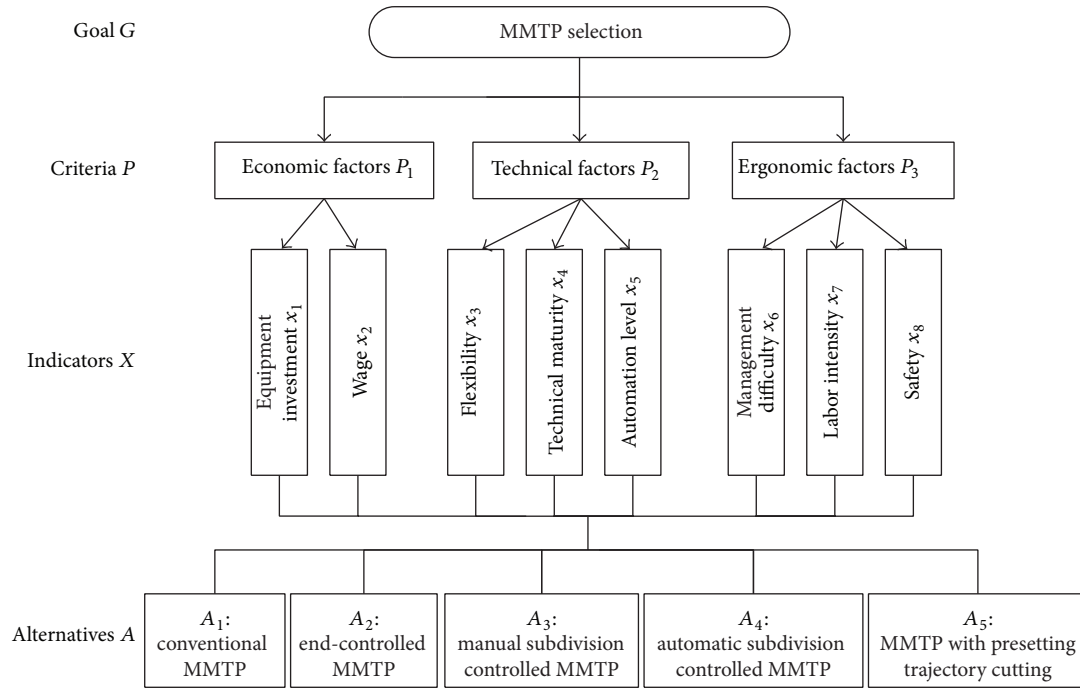 Goal G
MMTP selection
Criteria P
Economic factors P₁
Technical factors P₂
Ergonomic factors P₃
Indicators X
Equipment
investment x₁
Wage x₂
Flexibility x₃
Technical maturity x₄
Automation level x₅
Management
difficulty x₆
Labor intensity x₇
Safety x₈
Alternatives A
A₁:
conventional
MMTP
A₂:
end-controlled
MMTP
A₃:
manual subdivision
controlled MMTP
A₄:
automatic subdivision
controlled MMTP
A₅:
MMTP with presetting
trajectory cutting